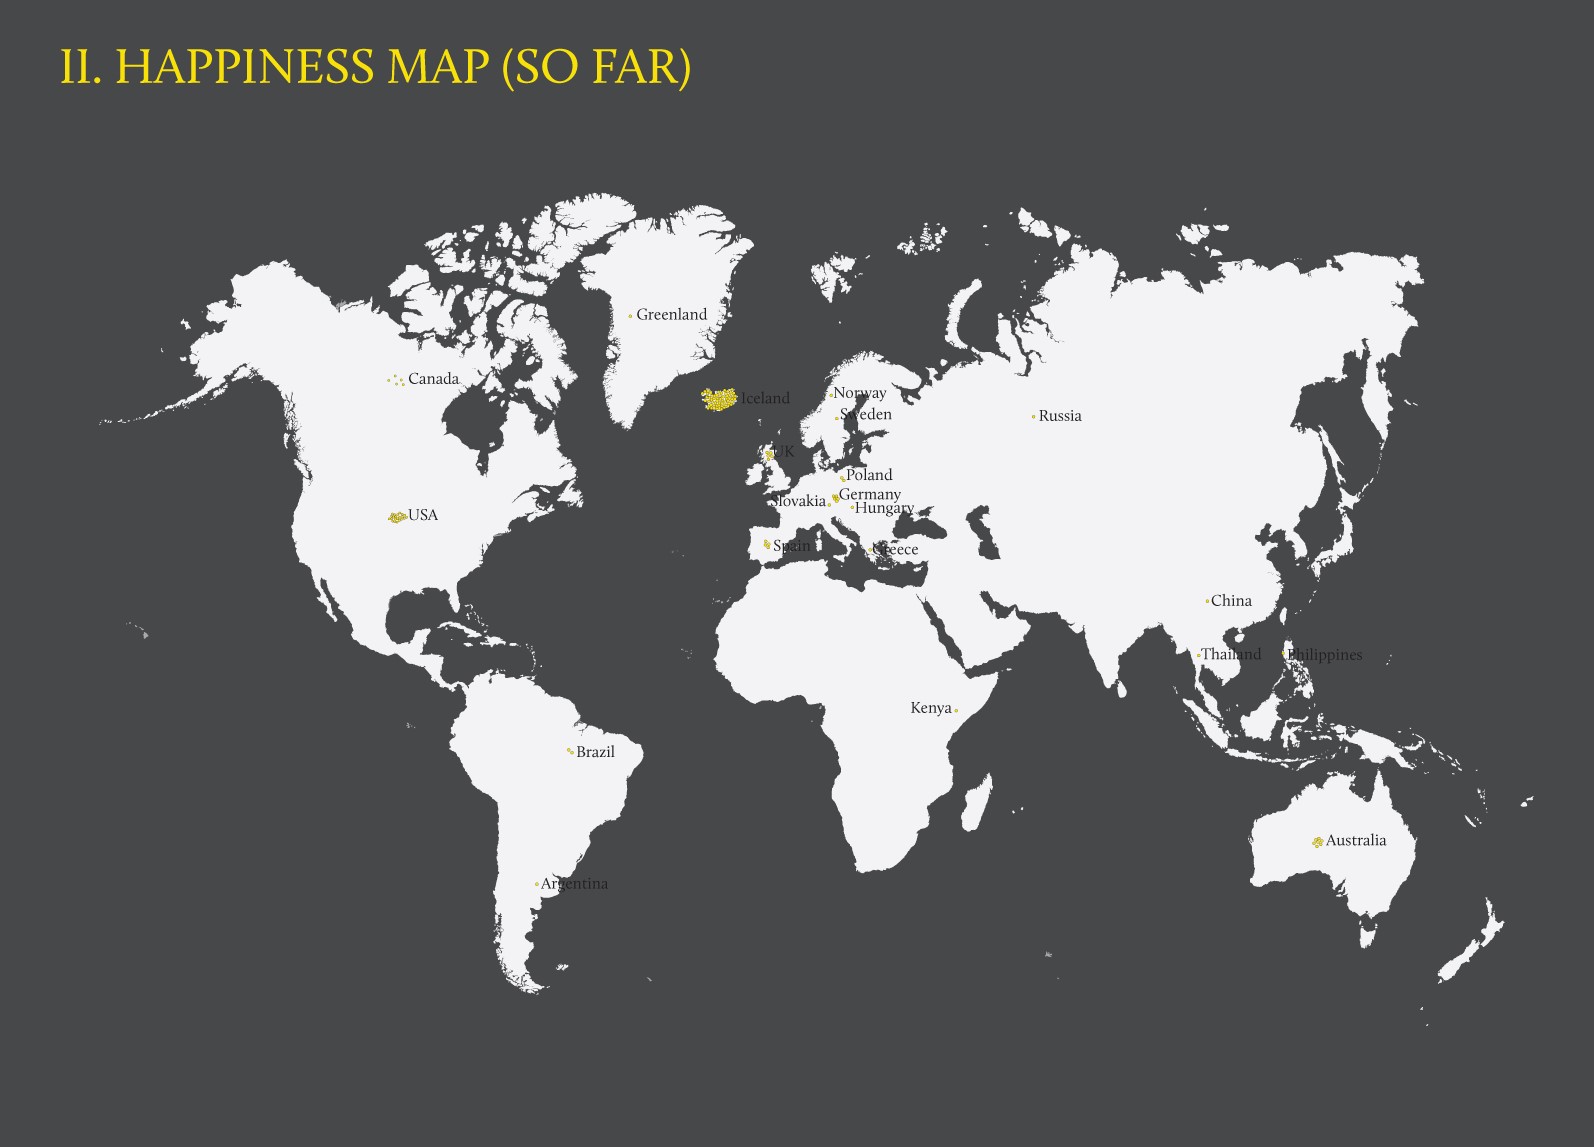 II. HAPPINESS MAP (SO FAR)
Greenland
Canada
Iceland
Norway
Sweden
Russia
UK
Poland
Germany
Slovakia
Hungary
USA
Spain
Greece
China
Thailand
Philippines
Kenya
Brazil
Australia
Argentina